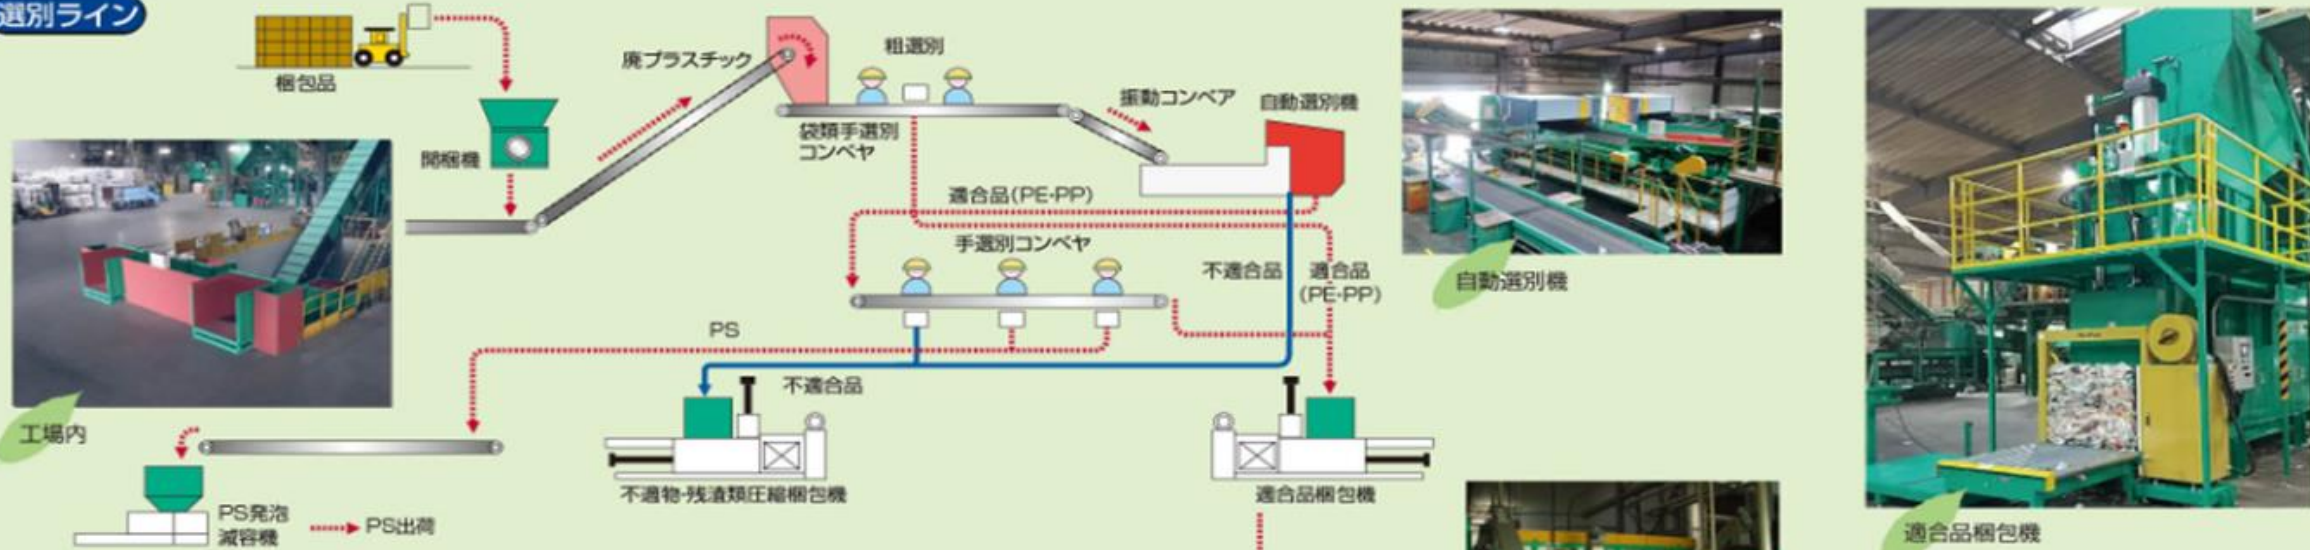 選別ライン
梱包品
開梱機
廃プラスチック
粗選別
袋類手選別
コンベヤ
振動コンベア
自動選別機
適合品(PE・PP)
手選別コンベヤ
不適合品
適合品
(PE・PP)
自動選別機
PS
不適合品
工場内
PS発泡
減容機
PS出荷
不適物・残渣類圧縮梱包機
適合品梱包機
適合品梱包機